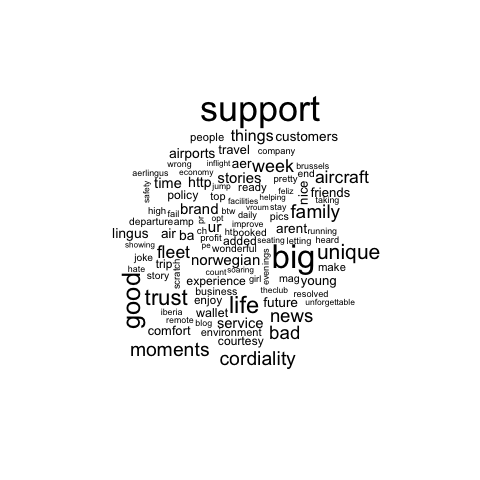 support
people things customers
airports travel company
wrong aer week brussels
aerlingus economy inflight stories pretty end aircraft
safety time http jump ready feliz nice friends
policy top facilities helping taking
high fail brand btw vroum stay family
departure amp pr opt daily pics
lingus air ba ch ur htbooked arent running
showing profit added seating letting heard
joke fleet pe wonderful big unique
hate trip norwegian evenings make
story scratch count soaring
good experience girl mag young
trust business theclub resolved
enjoy life future unforgettable
iberia wallet news
remote blog service
comfort environment bad
courtesy
moments cordiality
improve